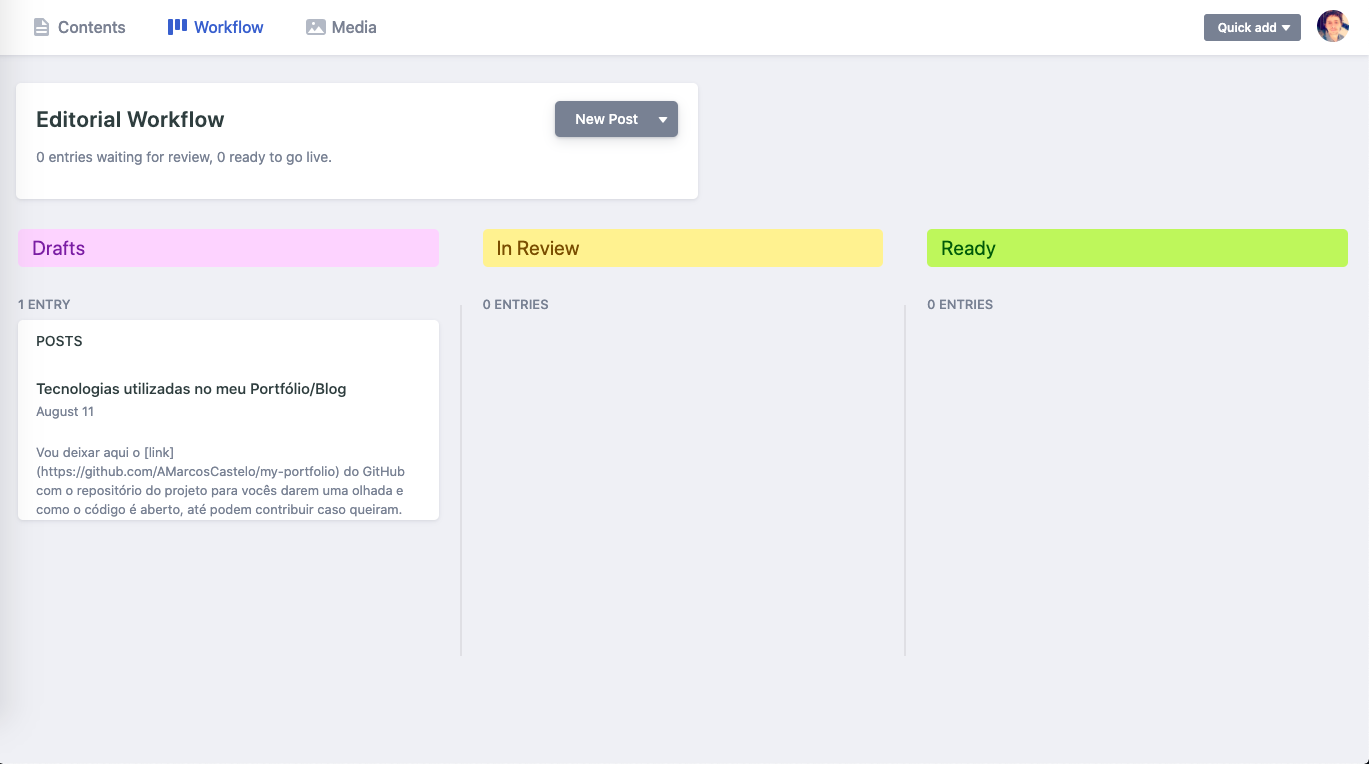 Contents
Workflow
Media
Quick add
Editorial Workflow
New Post
0 entries waiting for review, 0 ready to go live.
Drafts
In Review
Ready
1 ENTRY
0 ENTRIES
0 ENTRIES
POSTS
Tecnologias utilizadas no meu Portfólio/Blog
August 11
Vou deixar aqui o [link]
(https://github.com/AMarcosCastelo/my-portfolio) do GitHub
com o repositório do projeto para vocês darem uma olhada e
como o código é aberto, até podem contribuir caso queiram.